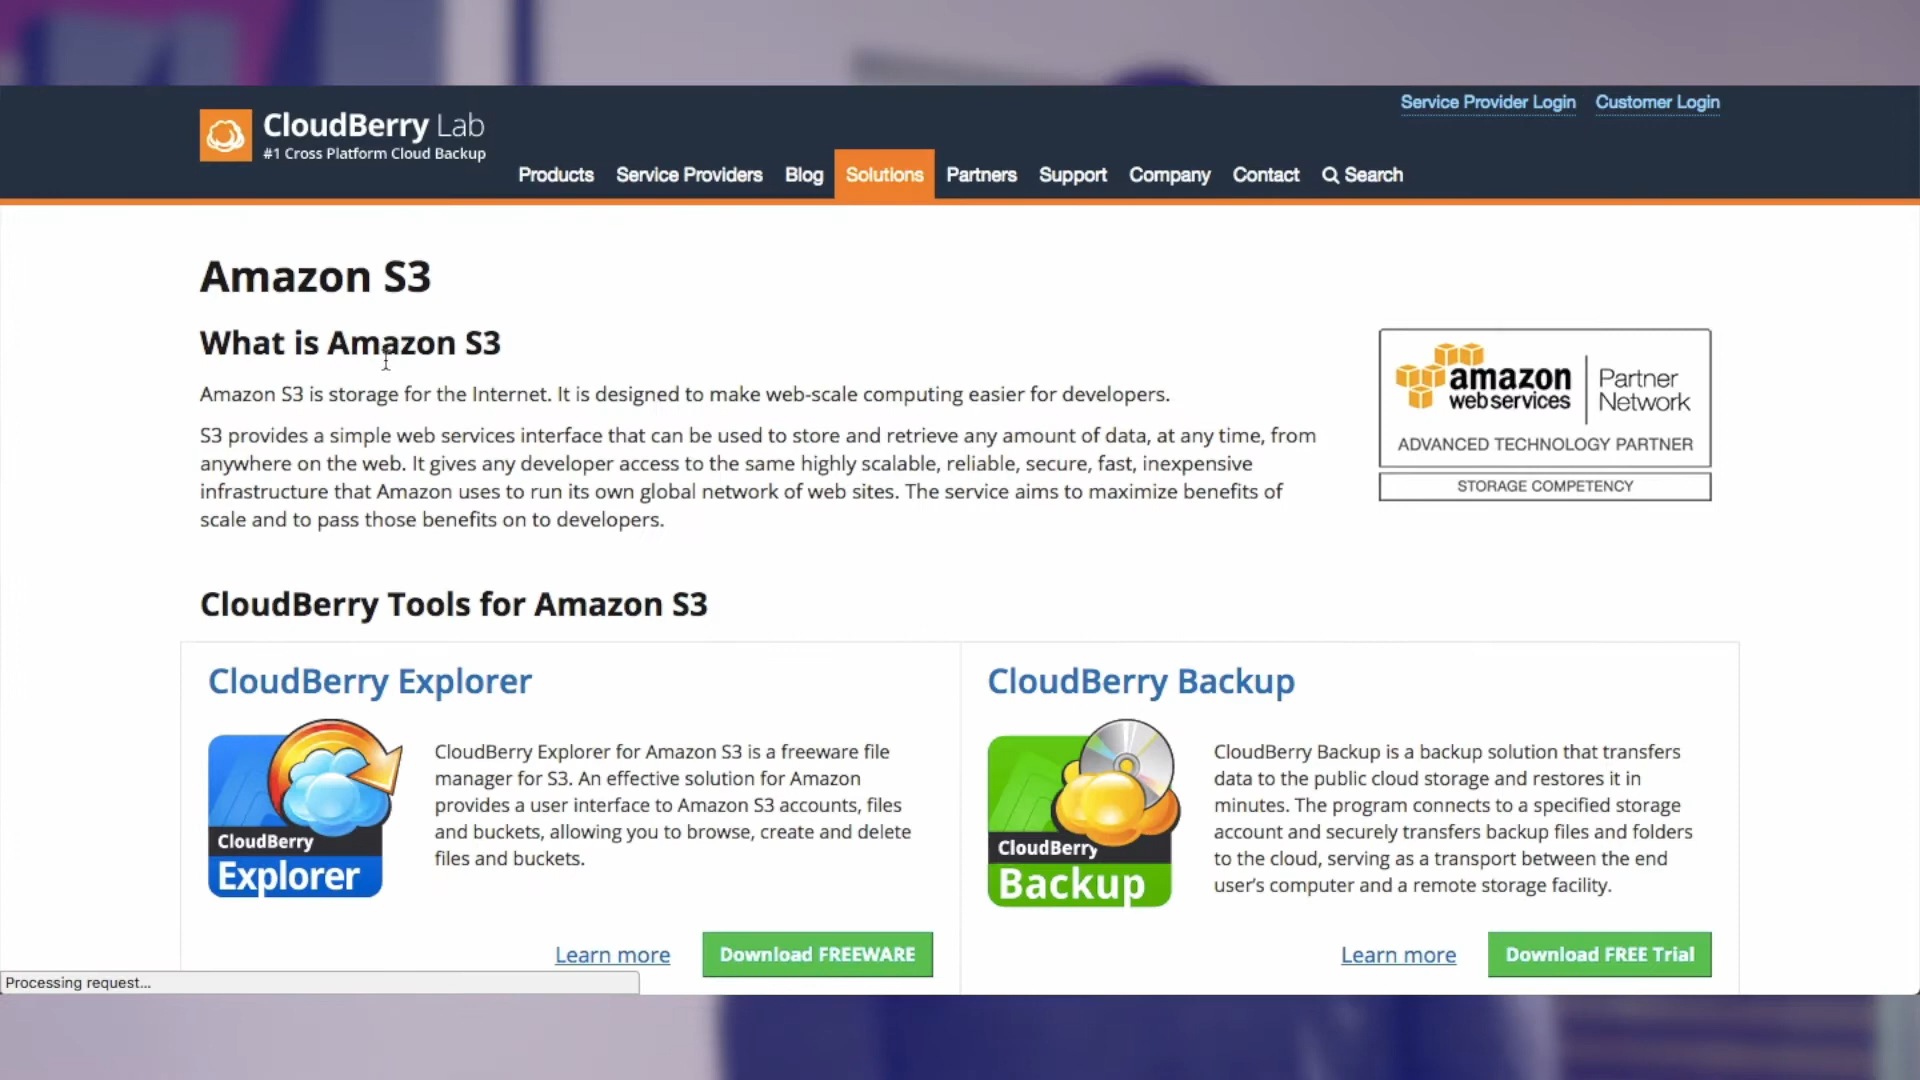 Service Provider Login Customer Login
CloudBerry Lab
#1 Cross Platform Cloud Backup
Products Service Providers Blog Solutions Partners Support Company Contact Search
Amazon S3
What is Amazon S3
Amazon S3 is storage for the Internet. It is designed to make web-scale computing easier for developers.
S3 provides a simple web services interface that can be used to store and retrieve any amount of data, at any time, from
anywhere on the web. It gives any developer access to the same highly scalable, reliable, secure, fast, inexpensive
infrastructure that Amazon uses to run its own global network of web sites. The service aims to maximize benefits of
scale and to pass those benefits on to developers.
amazon
webservices
Partner
Network
ADVANCED TECHNOLOGY PARTNER
STORAGE COMPETENCY
CloudBerry Tools for Amazon S3
CloudBerry Explorer
CloudBerry
Explorer
CloudBerry Explorer for Amazon S3 is a freeware file
manager for S3. An effective solution for Amazon
provides a user interface to Amazon S3 accounts, files
and buckets, allowing you to browse, create and delete
files and buckets.
Learn more Download FREEWARE
CloudBerry Backup
CloudBerry
Backup
CloudBerry Backup is a backup solution that transfers
data to the public cloud storage and restores it in
minutes. The program connects to a specified storage
account and securely transfers backup files and folders
to the cloud, serving as a transport between the end
user's computer and a remote storage facility.
Learn more Download FREE Trial
Processing request...